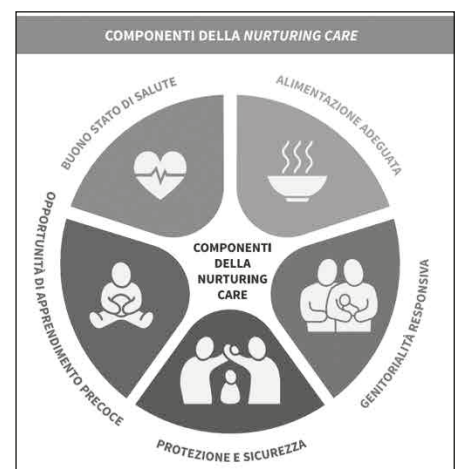 COMPONENTI DELLA NURTURING CARE
BUONO STATO DI SALUTE
ALIMENTAZIONE ADEGUATA
OPPORTUNITÀ DI APPRENDIMENTO PRECOCE
COMPONENTI
DELLA
NURTURING
CARE
GENITORIALITÀ RESPONSIVA
PROTEZIONE E SICUREZZA